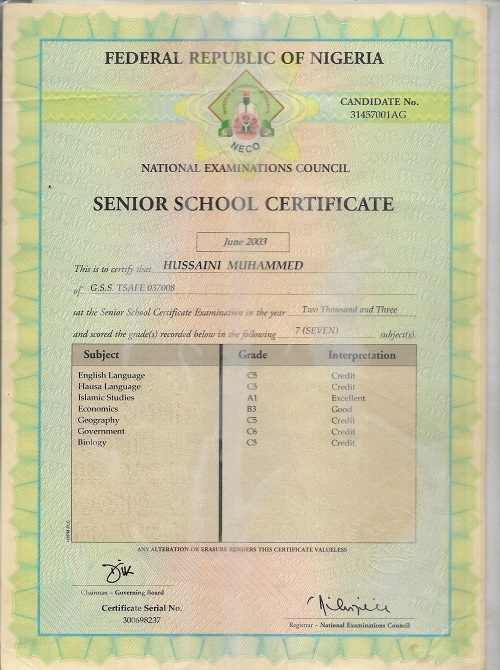 FEDERAL REPUBLIC OF NIGERIA
CANDIDATE No.
31457001AG
NECO
NATIONAL EXAMINATIONS COUNCIL
SENIOR SCHOOL CERTIFICATE
June 2003
This is to certify that HUSSAINI MUHAMMED
of G.S.S. TSAFE 037008
sat the Senior School Certificate Examination in the year Two Thousand and Three
and scored the grade(s) recorded below in the following 7 (SEVEN) subject(s).
Subject Grade Interpretation
English Language C5 Credit
Hausa Language C5 Credit
Islamic Studies A1 Excellent
Economics B3 Good
Geography C5 Credit
Government C6 Credit
Biology C5 Credit
ANY ALTERATION OR ERASURE RENDERS THIS CERTIFICATE VALUELESS
Chairman – Governing Board
Certificate Serial No.
300698237
Registrar – National Examinations Council